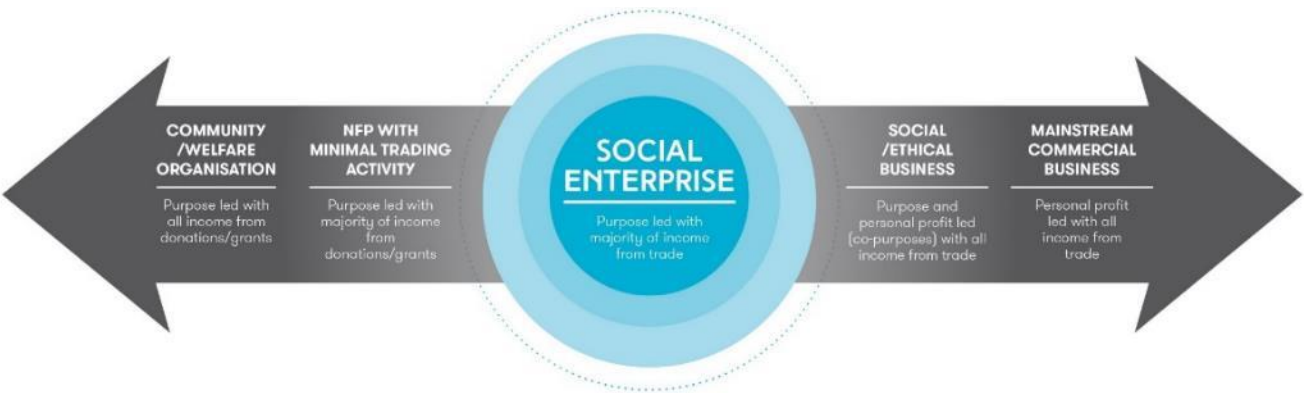 COMMUNITY
/WELFARE
ORGANISATION
Purpose led with
all income from
donations/grants
NFP WITH
MINIMAL TRADING
ACTIVITY
Purpose led with
majority of income
from
donations/grants
SOCIAL
ENTERPRISE
Purpose led with
majority of income
from trade
SOCIAL
/ETHICAL
BUSINESS
Purpose and
personal profit led
(co-purposes) with all
income from trade
MAINSTREAM
COMMERCIAL
BUSINESS
Personal profit
led with all
income from
trade